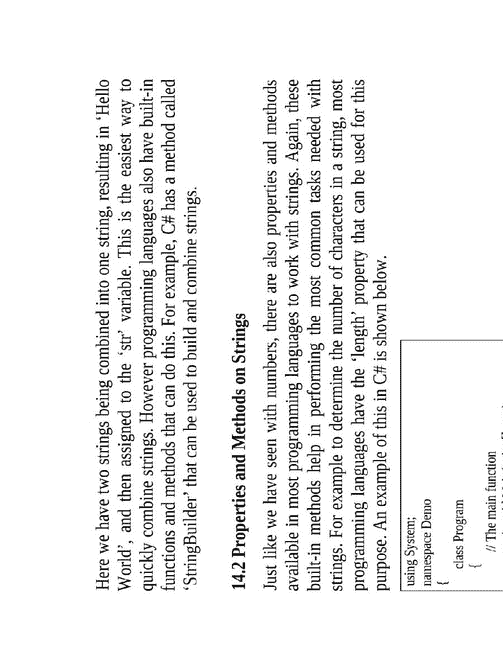 Here we have two strings being combined into one string, resulting in ‘Hello
World’, and then assigned to the ‘str’ variable. This is the easiest way to
quickly combine strings. However programming languages also have built-in
functions and methods that can do this. For example, C# has a method called
‘StringBuilder’ that can be used to build and combine strings.
14.2 Properties and Methods on Strings
Just like we have seen with numbers, there are also properties and methods
available in most programming languages to work with strings. Again, these
built-in methods help in performing the most common tasks needed with
strings. For example to determine the number of characters in a string, most
programming languages have the ‘length’ property that can be used for this
purpose. An example of this in C# is shown below.
using System;
namespace Demo
{
class Program
{
// The main function